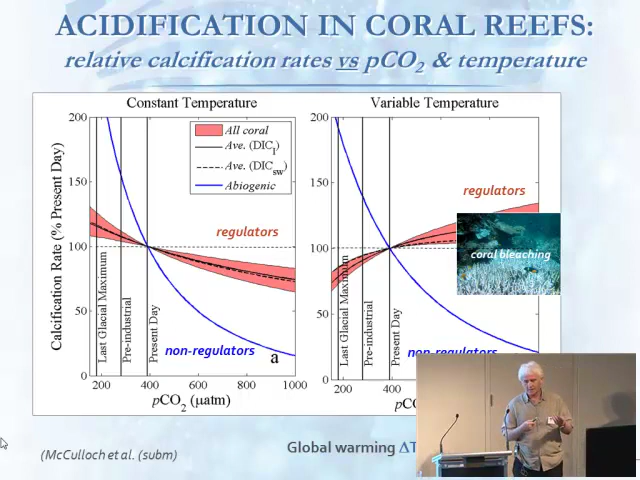 ACIDIFICATION IN CORAL REEFS:
relative calcification rates vs pCO2 & temperature
Constant Temperature
Variable Temperature
Calcification Rate (% Present Day)
200
150
100
50
0
All coral
Ave. (DICi)
Ave. (DICsw)
Abiogenic
regulators
non-regulators
Last Glacial Maximum
Pre-industrial
Present Day
a
200
400
600
800
1000
pCO2 (µatm)
200
150
100
50
0
regulators
coral bleaching
non-regulators
Last Glacial Maximum
Pre-industrial
Present Day
200
400
pCO
(McCulloch et al. (subm)
Global warming ΔT